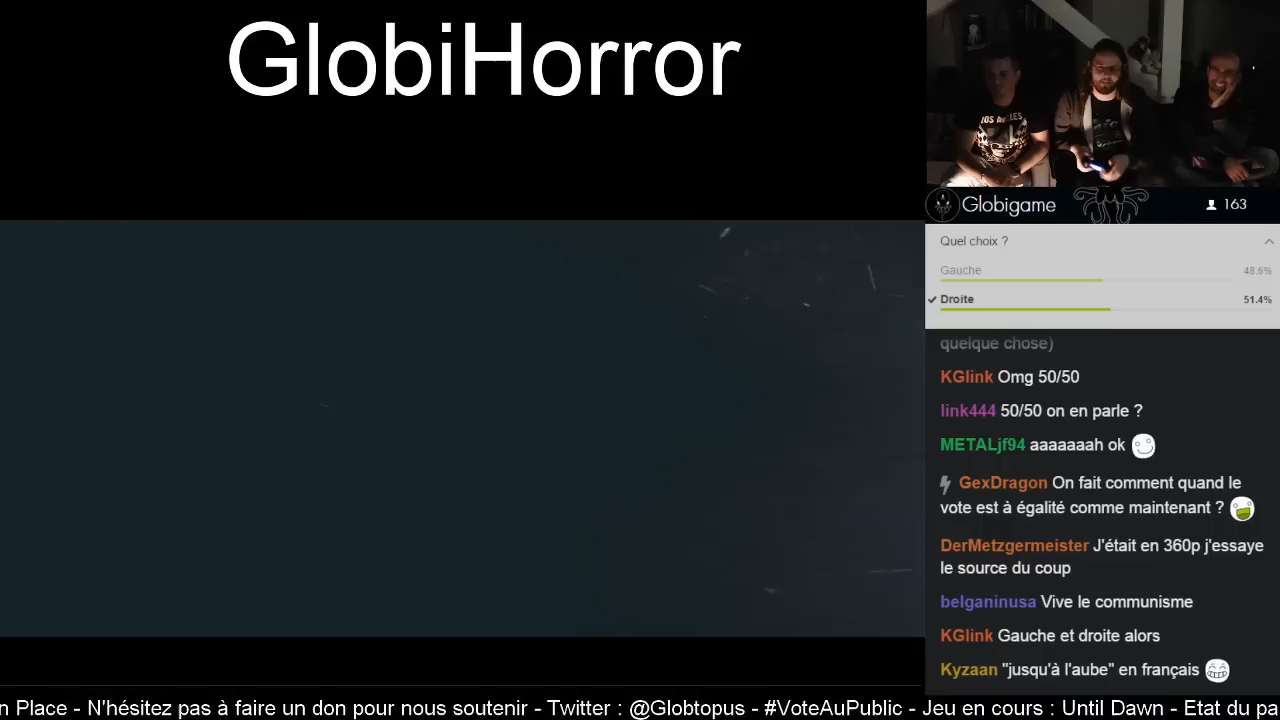 GlobiHorror
JOS AN LES
Globigame
163
Quel choix ?
Gauche 48.6%
Droite 51.4%
quelque chose)
KGlink Omg 50/50
link444 50/50 on en parle ?
METALjf94 aaaaaaah ok
GexDragon On fait comment quand le
vote est à égalité comme maintenant ?
DerMetzgermeister J'était en 360p j'essaye
le source du coup
belganinusa Vive le communisme
KGlink Gauche et droite alors
Kyzaan "jusqu'à l'aube" en français
n Place - N'hésitez pas à faire un don pour nous soutenir - Twitter : @Globtopus - #VoteAuPublic - Jeu en cours : Until Dawn - Etat du pa